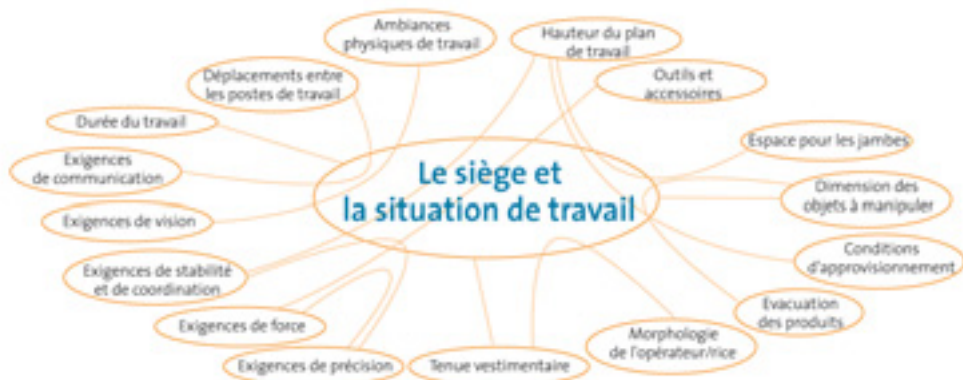 Ambiances
physiques de travail
Hauteur du plan
de travail
Déplacements entre
les postes de travail
Outils et
accessoires
Durée du travail
Espace pour les jambes
Exigences
de communication
Le siège et
la situation de travail
Dimension des
objets à manipuler
Exigences de vision
Conditions
d'approvisionnement
Exigences de stabilité
et de coordination
Evacuation
des produits
Exigences de force
Morphologie
de l'opérateur/rice
Exigences de précision
Tenue vestimentaire